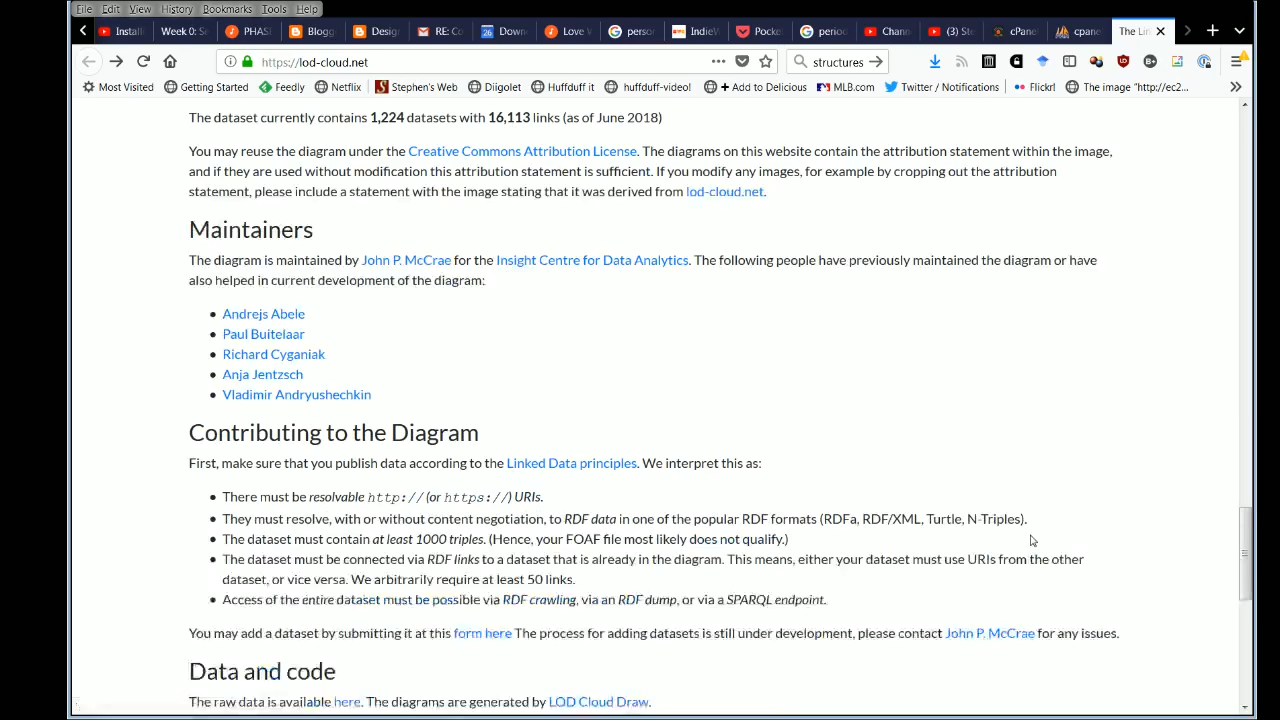 File Edit View History Bookmarks Tools Help
Install Week 0: Se PHASI Blogg Desig RE: Co Down Love W perso IndieW Pocke perioc Chann (3) Ste cPanel cpane The Lin
https://lod-cloud.net structures
Most Visited Getting Started Feedly Netflix Stephen's Web Diigolet Huffduff it huffduff-video! + Add to Delicious MLB.com Twitter / Notifications Flickr! The image "http://ec2...
The dataset currently contains 1,224 datasets with 16,113 links (as of June 2018)
You may reuse the diagram under the Creative Commons Attribution License. The diagrams on this website contain the attribution statement within the image,
and if they are used without modification this attribution statement is sufficient. If you modify any images, for example by cropping out the attribution
statement, please include a statement with the image stating that it was derived from lod-cloud.net.
Maintainers
The diagram is maintained by John P. McCrae for the Insight Centre for Data Analytics. The following people have previously maintained the diagram or have
also helped in current development of the diagram:
Andrejs Abele
Paul Buitelaar
Richard Cyganiak
Anja Jentzsch
Vladimir Andryushechkin
Contributing to the Diagram
First, make sure that you publish data according to the Linked Data principles. We interpret this as:
There must be resolvable http:// (or https://) URIs.
They must resolve, with or without content negotiation, to RDF data in one of the popular RDF formats (RDFa, RDF/XML, Turtle, N-Triples).
The dataset must contain at least 1000 triples. (Hence, your FOAF file most likely does not qualify.)
The dataset must be connected via RDF links to a dataset that is already in the diagram. This means, either your dataset must use URIs from the other
dataset, or vice versa. We arbitrarily require at least 50 links.
Access of the entire dataset must be possible via RDF crawling, via an RDF dump, or via a SPARQL endpoint.
You may add a dataset by submitting it at this form here The process for adding datasets is still under development, please contact John P. McCrae for any issues.
Data and code
The raw data is available here. The diagrams are generated by LOD Cloud Draw.